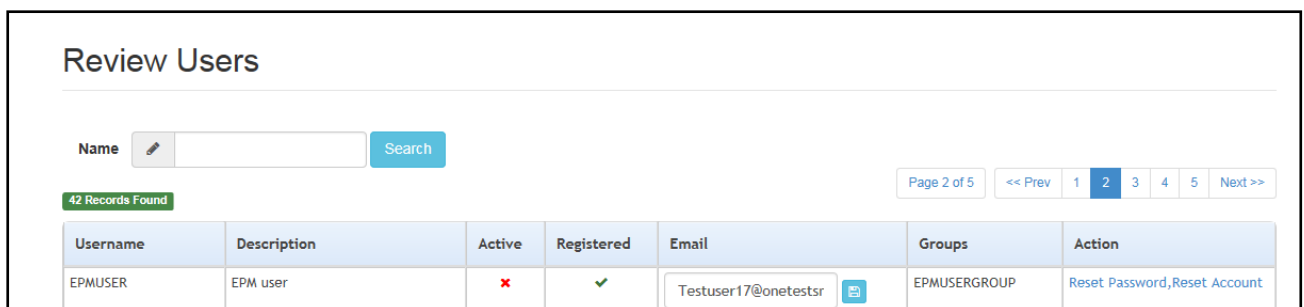 Review Users
Name Search
Page 2 of 5 << Prev 1 2 3 4 5 Next >>
42 Records Found
Username Description Active Registered Email Groups Action
EPMUSER EPM user Testuser17@onetestsr EPMUSERGROUP Reset Password,Reset Account